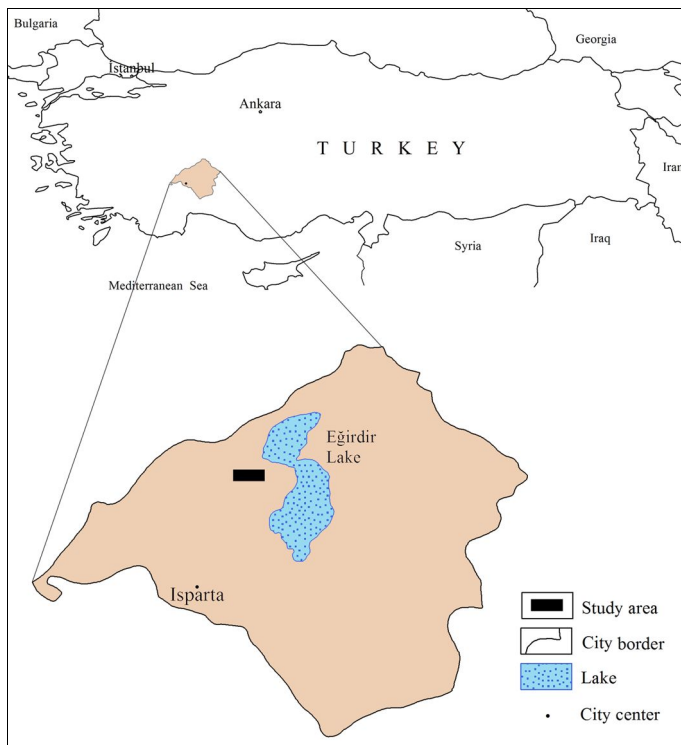 Bulgaria
Georgia
İstanbul
Ankara
TURKEY
Iran
Syria
Iraq
Mediterranean Sea
Eğirdir
Lake
Isparta
Study area
City border
Lake
City center